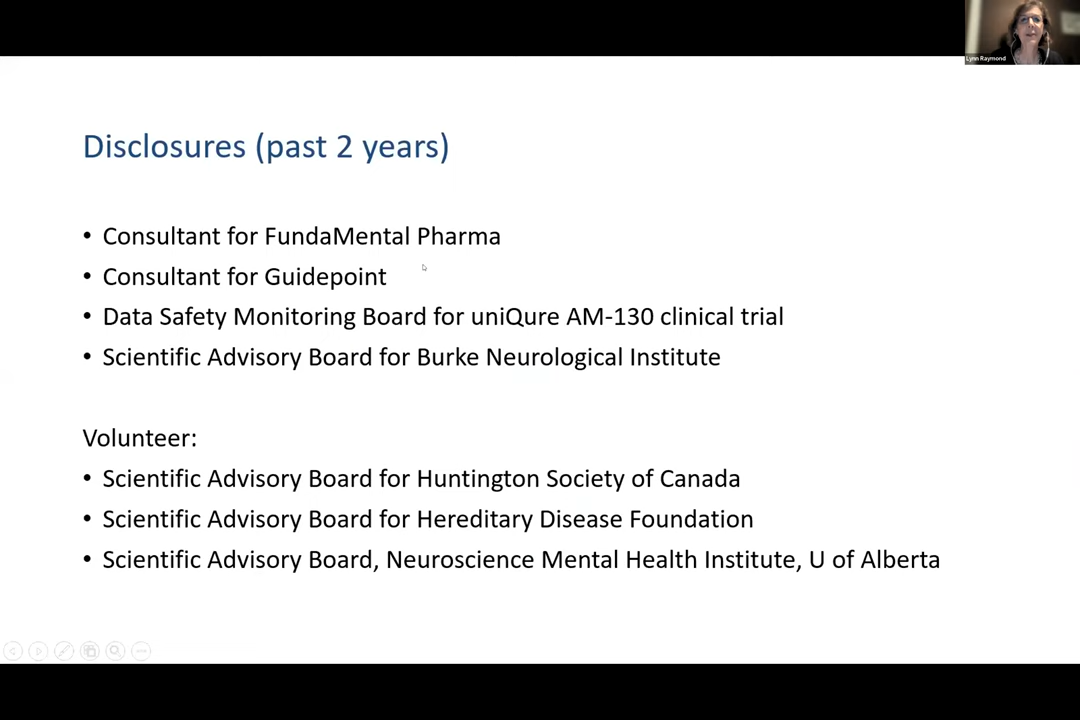 Lynn Raymond
Disclosures (past 2 years)
• Consultant for FundaMental Pharma
• Consultant for Guidepoint
• Data Safety Monitoring Board for uniQure AM-130 clinical trial
• Scientific Advisory Board for Burke Neurological Institute
Volunteer:
• Scientific Advisory Board for Huntington Society of Canada
• Scientific Advisory Board for Hereditary Disease Foundation
• Scientific Advisory Board, Neuroscience Mental Health Institute, U of Alberta